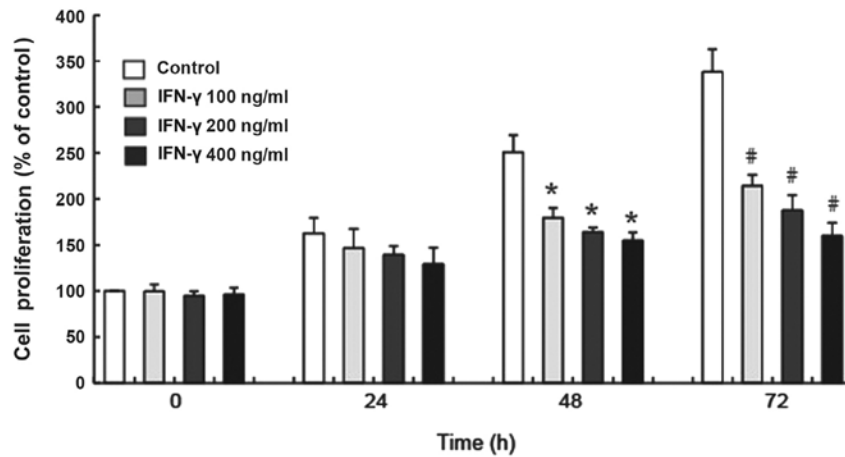 Cell proliferation (% of control)
400
350
300
250
200
150
100
50
0
Control
IFN-γ 100 ng/ml
IFN-γ 200 ng/ml
IFN-γ 400 ng/ml
* * *
# # #
0 24 48 72
Time (h)